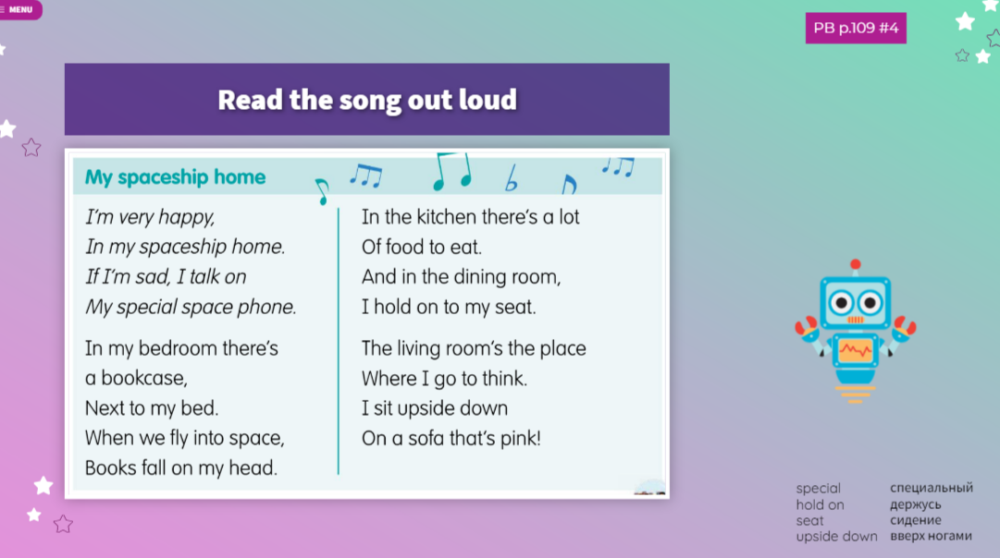 MENU
PB p.109 #4
Read the song out loud
My spaceship home
I'm very happy,
In my spaceship home.
If I'm sad, I talk on
My special space phone.
In my bedroom there's
a bookcase,
Next to my bed.
When we fly into space,
Books fall on my head.
In the kitchen there's a lot
Of food to eat.
And in the dining room,
I hold on to my seat.
The living room's the place
Where I go to think.
I sit upside down
On a sofa that's pink!
special специальный
hold on держусь
seat сидение
upside down вверх ногами